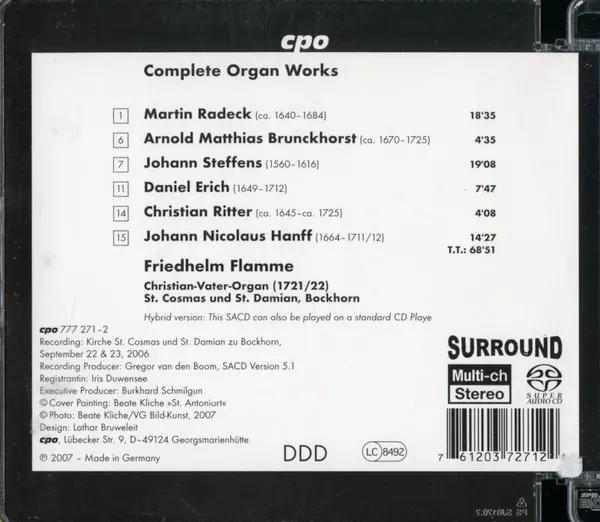 cpo
Complete Organ Works
1 Martin Radeck (ca. 1640–1684) 18'35
6 Arnold Matthias Brunckhorst (ca. 1670–1725) 4'35
7 Johann Steffens (1560–1616) 19'08
11 Daniel Erich (1649–1712) 7'47
14 Christian Ritter (ca. 1645–ca. 1725) 4'08
15 Johann Nicolaus Hanff (1664–1711/12) 14'27
T.T.: 68'51
Friedhelm Flamme
Christian-Vater-Organ (1721/22)
St. Cosmas und St. Damian, Bockhorn
Hybrid version: This SACD can also be played on a standard CD Playe
cpo 777 271–2
Recording: Kirche St. Cosmas und St. Damian zu Bockhorn,
September 22 & 23, 2006
Recording Producer: Gregor van den Boom, SACD Version 5.1
Registrantin: Iris Duwensee
Executive Producer: Burkhard Schmilgun
© Cover Painting: Beate Kliche »St. Antoniort«
© Photo: Beate Kliche/VG Bild-Kunst, 2007
Design: Lothar Bruweleit
cpo, Lübecker Str. 9, D–49124 Georgsmarienhütte
℗ 2007 – Made in Germany
DDD
LC 8492
SURROUND
Multi-ch
Stereo
SUPER AUDIO CD
7 61203 72712